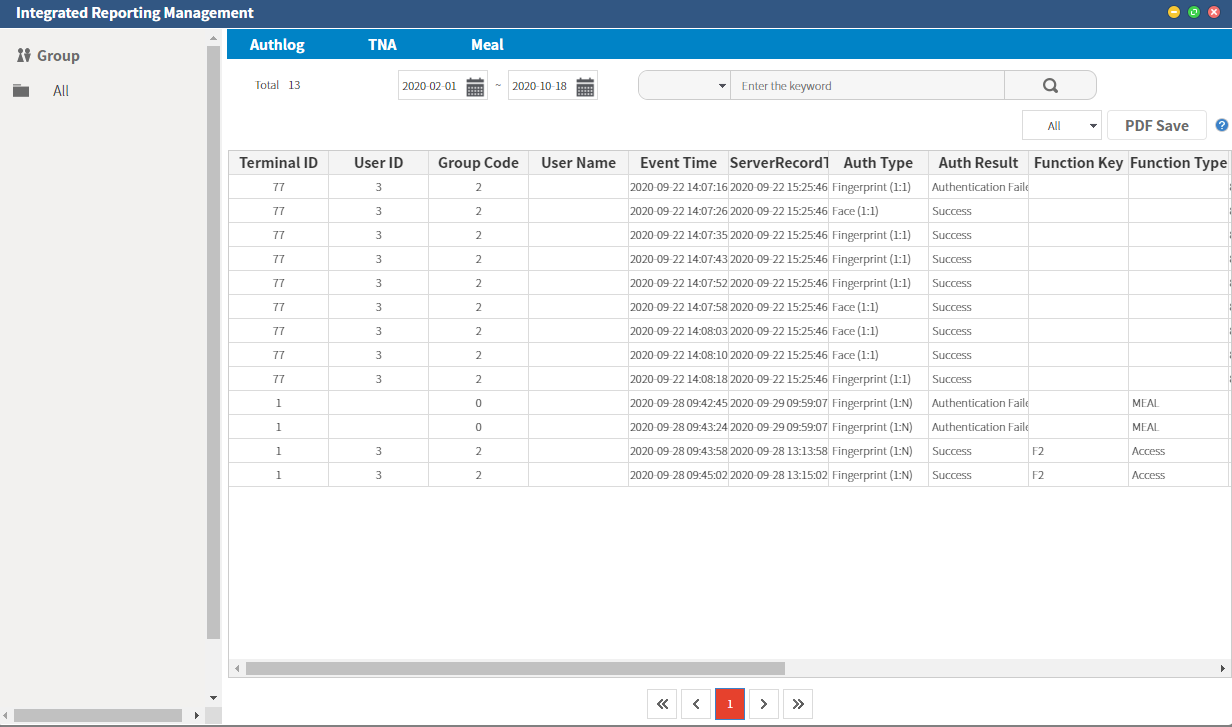 Integrated Reporting Management
Group
All
Authlog TNA Meal
Total 13 2020-02-01 ~ 2020-10-18 Enter the keyword
All PDF Save ?
Terminal ID User ID Group Code User Name Event Time ServerRecordT Auth Type Auth Result Function Key Function Type
77 3 2 2020-09-22 14:07:16 2020-09-22 15:25:46 Fingerprint (1:1) Authentication Faile
77 3 2 2020-09-22 14:07:26 2020-09-22 15:25:46 Face (1:1) Success
77 3 2 2020-09-22 14:07:35 2020-09-22 15:25:46 Fingerprint (1:1) Success
77 3 2 2020-09-22 14:07:43 2020-09-22 15:25:46 Fingerprint (1:1) Success
77 3 2 2020-09-22 14:07:52 2020-09-22 15:25:46 Fingerprint (1:1) Success
77 3 2 2020-09-22 14:07:58 2020-09-22 15:25:46 Face (1:1) Success
77 3 2 2020-09-22 14:08:03 2020-09-22 15:25:46 Face (1:1) Success
77 3 2 2020-09-22 14:08:10 2020-09-22 15:25:46 Face (1:1) Success
77 3 2 2020-09-22 14:08:18 2020-09-22 15:25:46 Fingerprint (1:1) Success
1 0 2020-09-28 09:42:45 2020-09-29 09:59:07 Fingerprint (1:N) Authentication Faile MEAL
1 0 2020-09-28 09:43:24 2020-09-29 09:59:07 Fingerprint (1:N) Authentication Faile MEAL
1 3 2 2020-09-28 09:43:58 2020-09-28 13:13:58 Fingerprint (1:N) Success F2 Access
1 3 2 2020-09-28 09:45:02 2020-09-28 13:15:02 Fingerprint (1:N) Success F2 Access
1